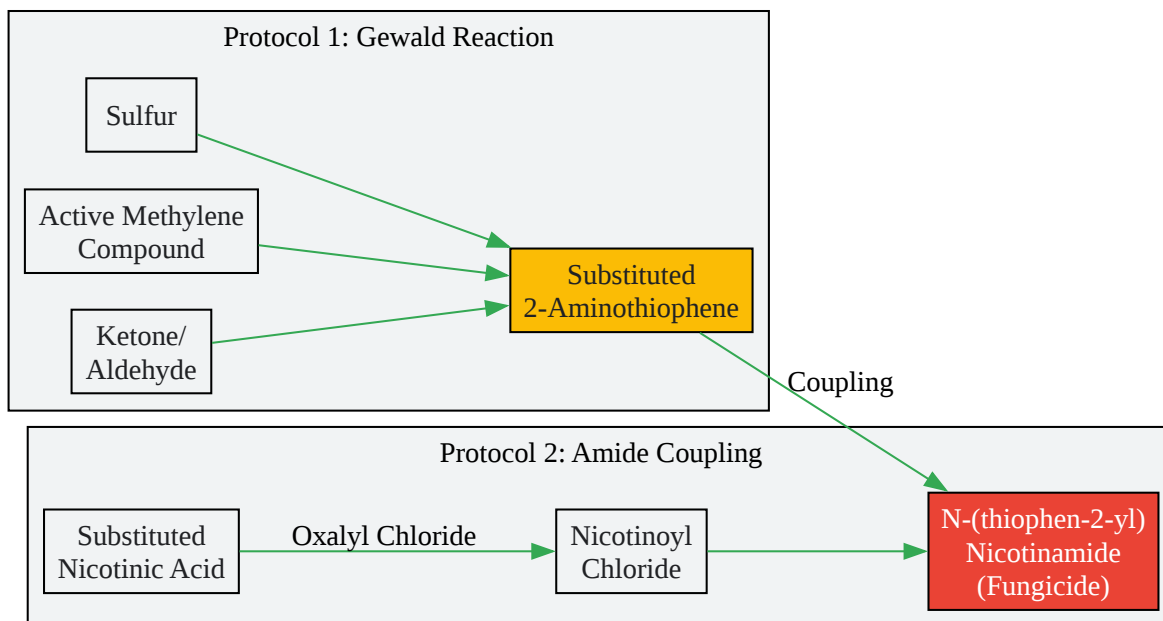 Protocol 1: Gewald Reaction
Sulfur
Active Methylene
Compound
Ketone/
Aldehyde
Substituted
2-Aminothiophene
Coupling
Protocol 2: Amide Coupling
Substituted
Nicotinic Acid
Oxalyl Chloride
Nicotinoyl
Chloride
N-(thiophen-2-yl)
Nicotinamide
(Fungicide)